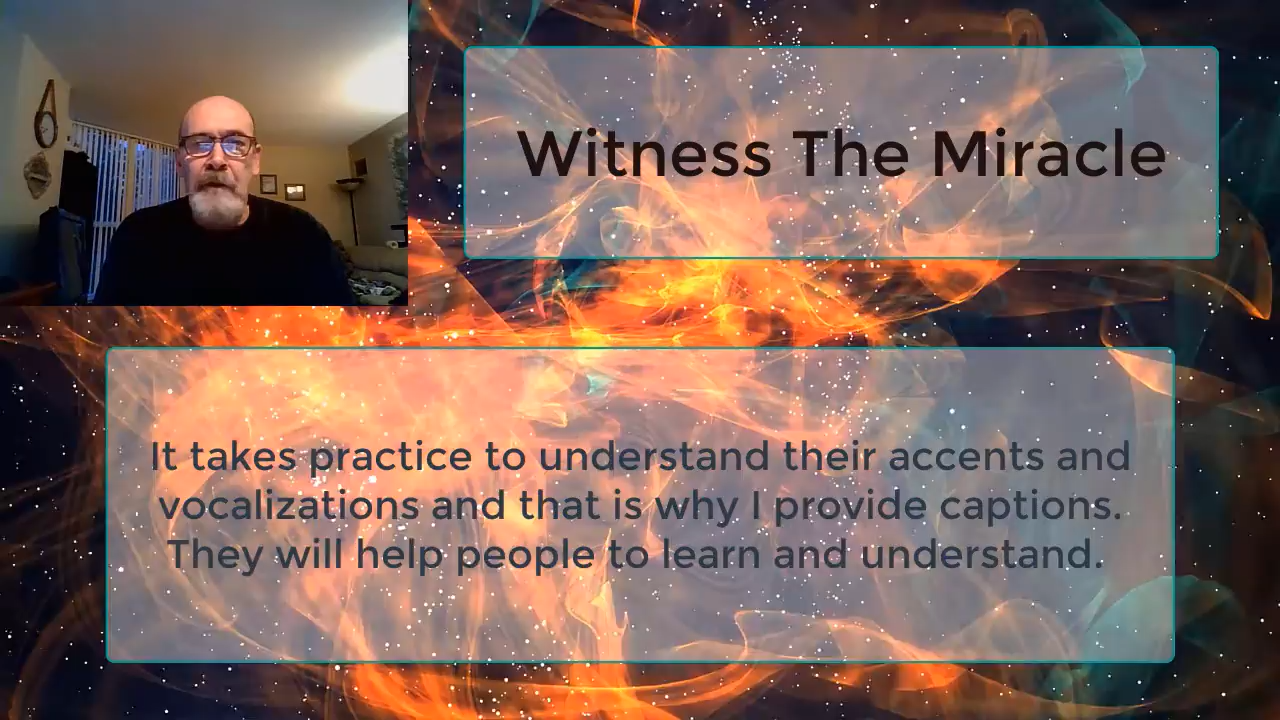 Witness The Miracle
It takes practice to understand their accents and
vocalizations and that is why I provide captions.
They will help people to learn and understand.